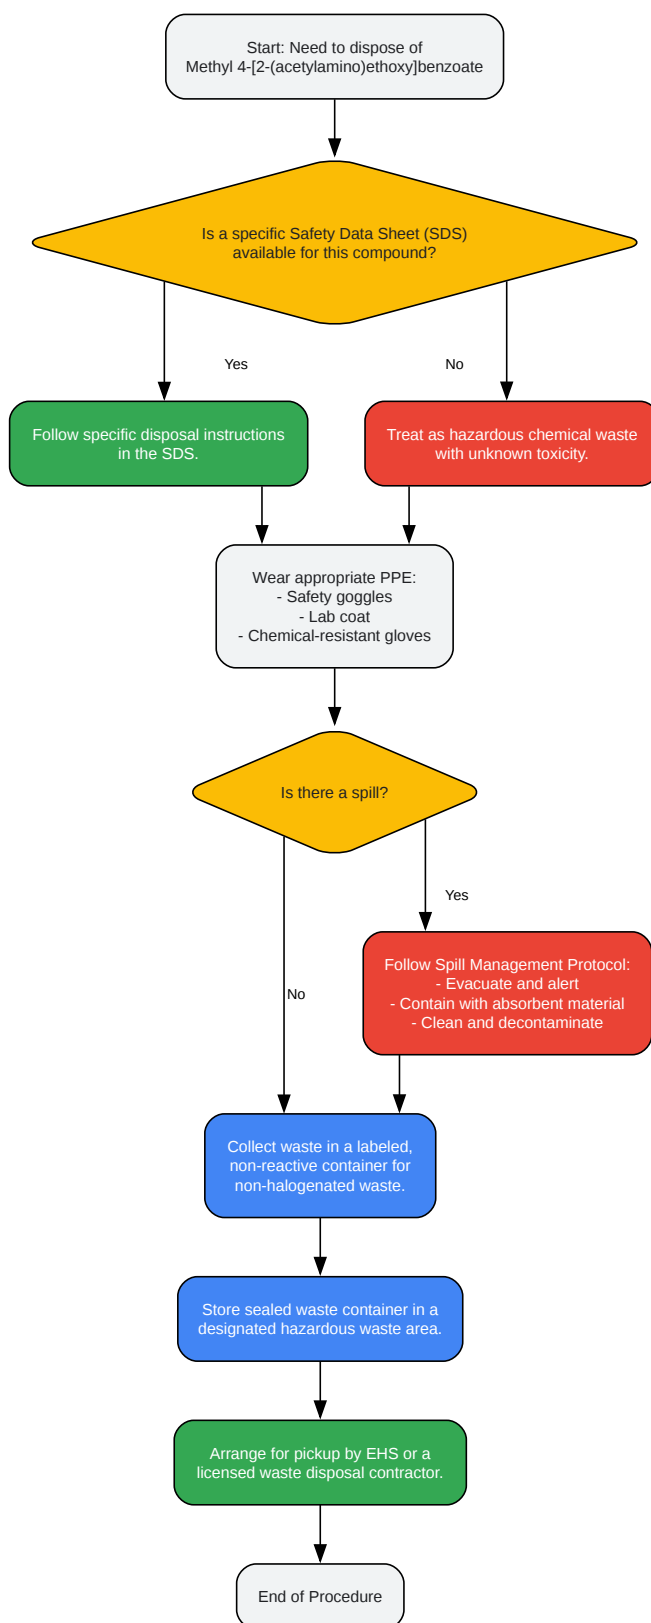 Start: Need to dispose of
Methyl 4-[2-(acetylamino)ethoxy]benzoate
Is a specific Safety Data Sheet (SDS)
available for this compound?
Yes
No
Follow specific disposal instructions
in the SDS.
Treat as hazardous chemical waste
with unknown toxicity.
Wear appropriate PPE:
- Safety goggles
- Lab coat
- Chemical-resistant gloves
Is there a spill?
Yes
Follow Spill Management Protocol:
- Evacuate and alert
- Contain with absorbent material
- Clean and decontaminate
No
Collect waste in a labeled,
non-reactive container for
non-halogenated waste.
Store sealed waste container in a
designated hazardous waste area.
Arrange for pickup by EHS or a
licensed waste disposal contractor.
End of Procedure